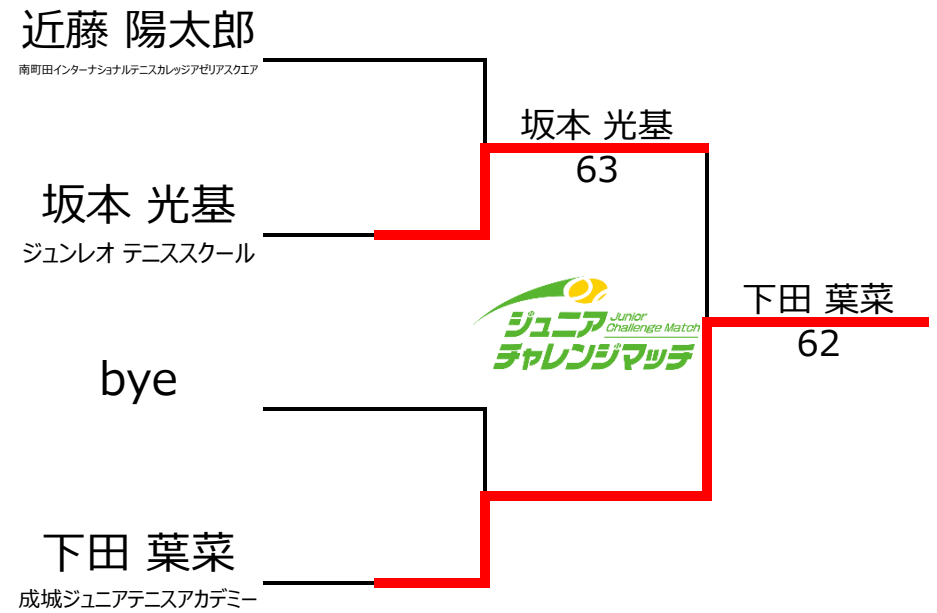 近藤 陽太郎
南町田インターナショナルテニスカレッジアゼリアスクエア
坂本 光基
63
坂本 光基
ジュンレオ テニススクール
ジュニア
Junior
Challenge Match
チャレンジマッチ
下田 葉菜
62
bye
下田 葉菜
成城ジュニアテニスアカデミー